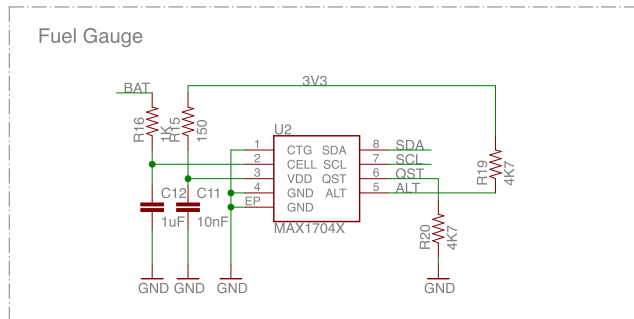 Fuel Gauge
BAT
3V3
R16
1K
R15
150
U2
1 CTG SDA 8 SDA
2 CELL SCL 7 SCL
3 VDD QST 6 QST
4 GND ALT 5 ALT
EP GND
MAX1704X
R19
4K7
C12
1uF
C11
10nF
R20
4K7
GND GND GND GND